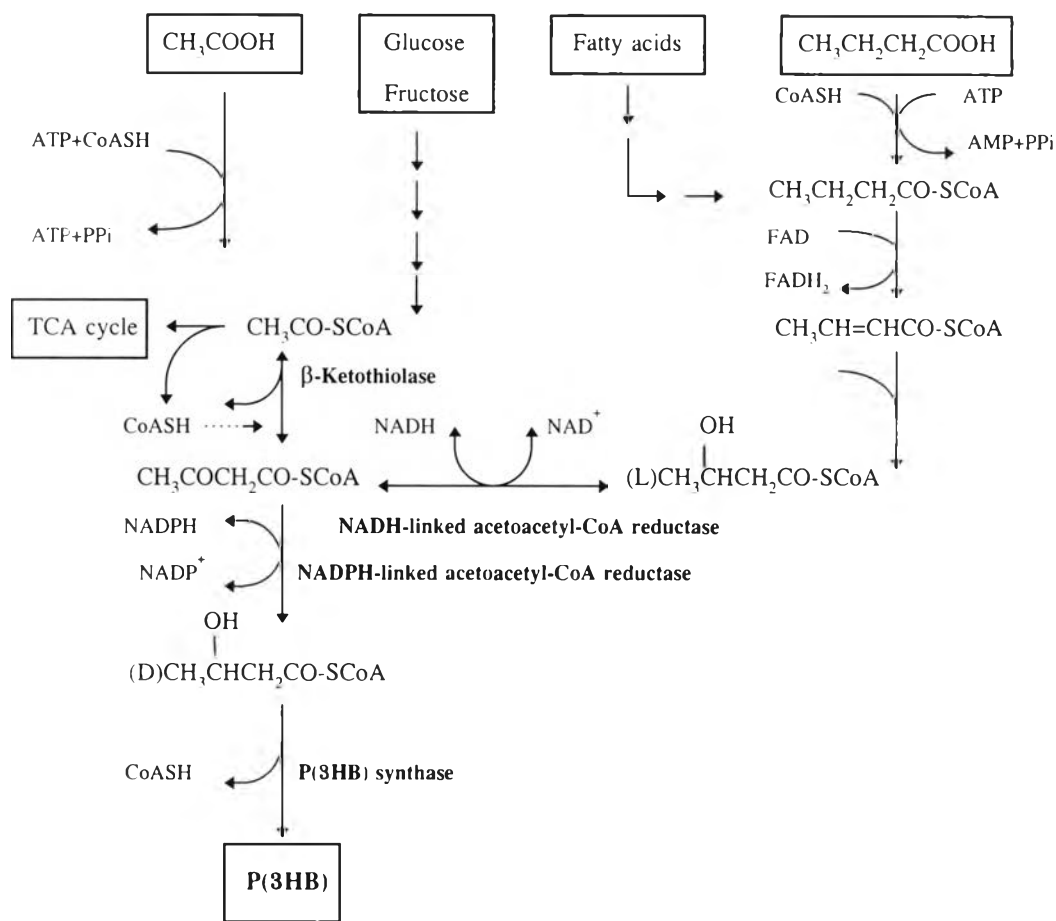 CH₃COOH
Glucose
Fructose
Fatty acids
CH₃CH₂CH₂COOH
CoASH
ATP
ATP+CoASH
AMP+PPi
CH₃CH₂CH₂CO-SCoA
ATP+PPi
FAD
FADH₂
TCA cycle
CH₃CO-SCoA
CH₃CH=CHCO-SCoA
β-Ketothiolase
CoASH
NADH
NAD⁺
OH
CH₃COCH₂CO-SCoA
(L)CH₃CHCH₂CO-SCoA
NADPH
NADH-linked acetoacetyl-CoA reductase
NADP⁺
NADPH-linked acetoacetyl-CoA reductase
OH
(D)CH₃CHCH₂CO-SCoA
CoASH
P(3HB) synthase
P(3HB)